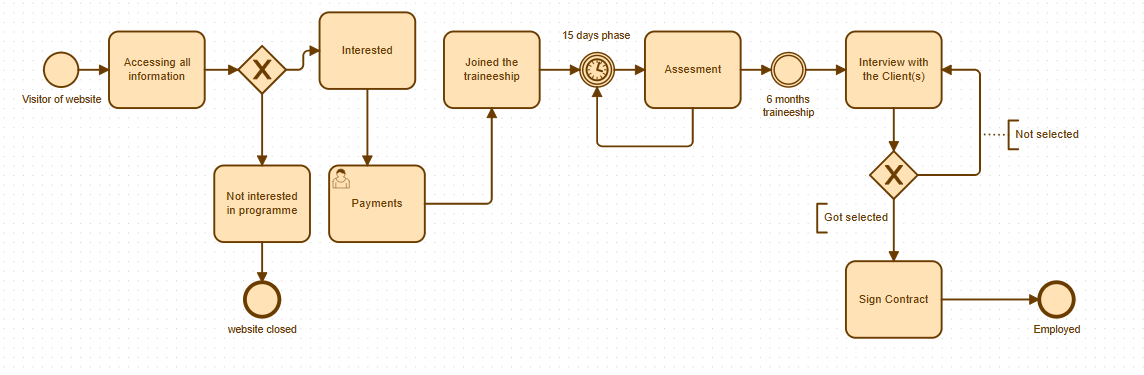 Visitor of website
Accessing all
information
X
Interested
Not interested
in programme
website closed
Payments
Joined the
traineeship
15 days phase
Assesment
6 months
traineeship
Interview with
the Client(s)
X
Not selected
Got selected
Sign Contract
Employed